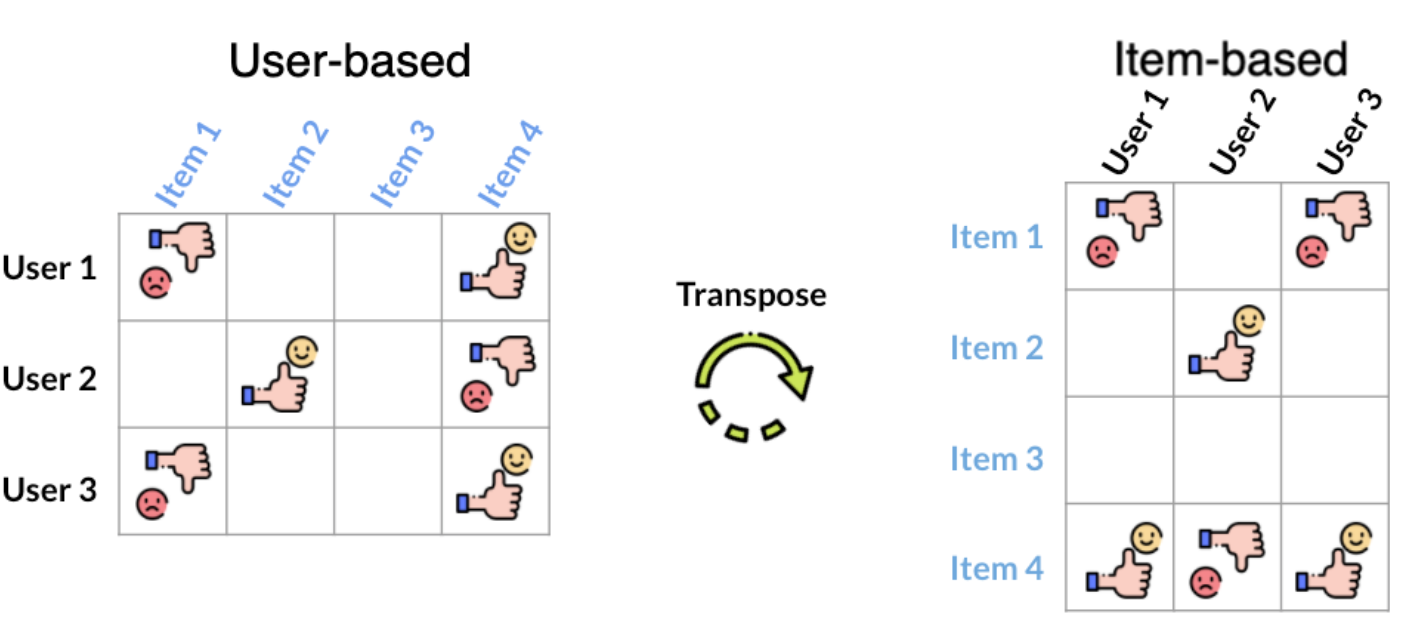 User-based
Item 1
Item 2
Item 3
Item 4
User 1
User 2
User 3
Transpose
Item-based
User 1
User 2
User 3
Item 1
Item 2
Item 3
Item 4